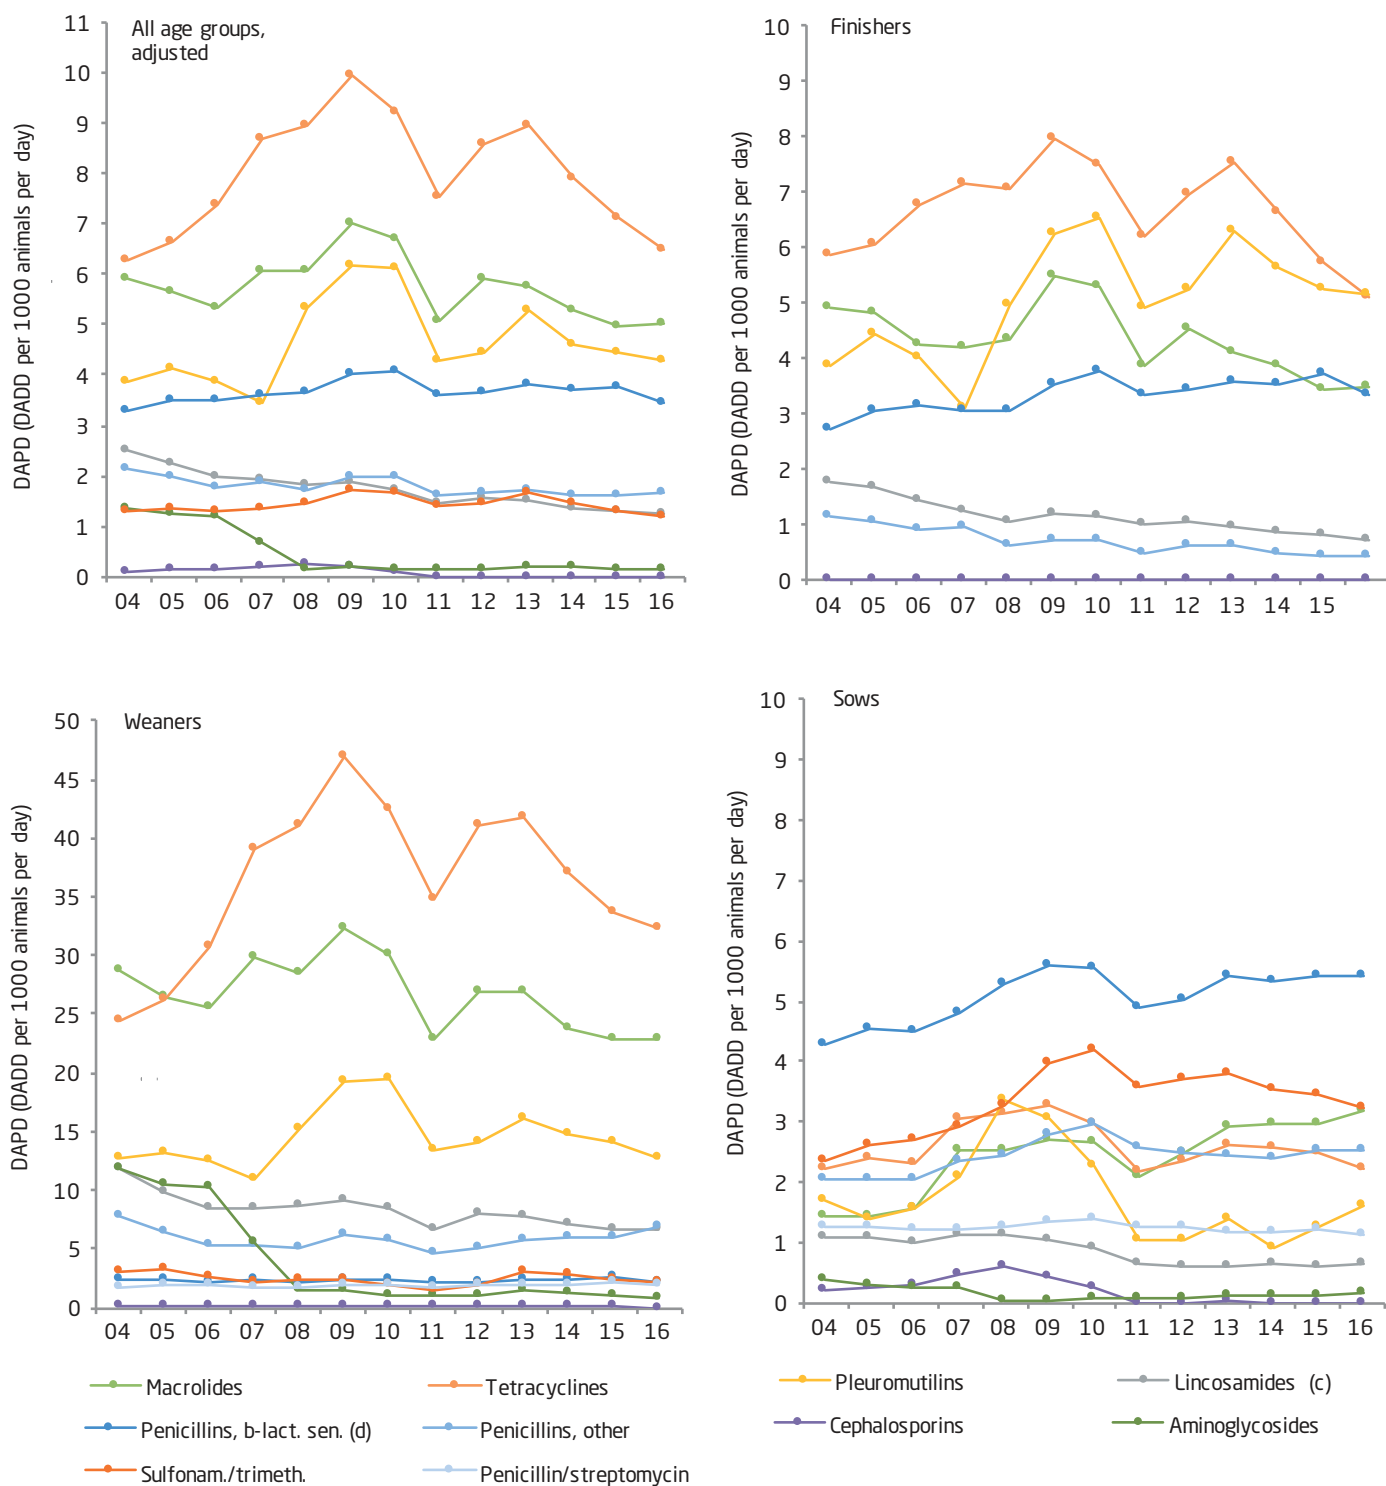 All age groups,
adjusted
DAPD (DADD per 1000 animals per day)
11
10
9
8
7
6
5
4
3
2
1
0
04 05 06 07 08 09 10 11 12 13 14 15 16
Finishers
DAPD (DADD per 1000 animals per day)
10
9
8
7
6
5
4
3
2
1
0
04 05 06 07 08 09 10 11 12 13 14 15
Weaners
DAPD (DADD per 1000 animals per day)
50
45
40
35
30
25
20
15
10
5
0
04 05 06 07 08 09 10 11 12 13 14 15 16
Sows
DAPD (DADD per 1000 animals per day)
10
9
8
7
6
5
4
3
2
1
0
04 05 06 07 08 09 10 11 12 13 14 15 16
Macrolides Tetracyclines Pleuromutilins Lincosamides (c)
Penicillins, b-lact. sen. (d) Penicillins, other Cephalosporins Aminoglycosides
Sulfonam./trimeth. Penicillin/streptomycin